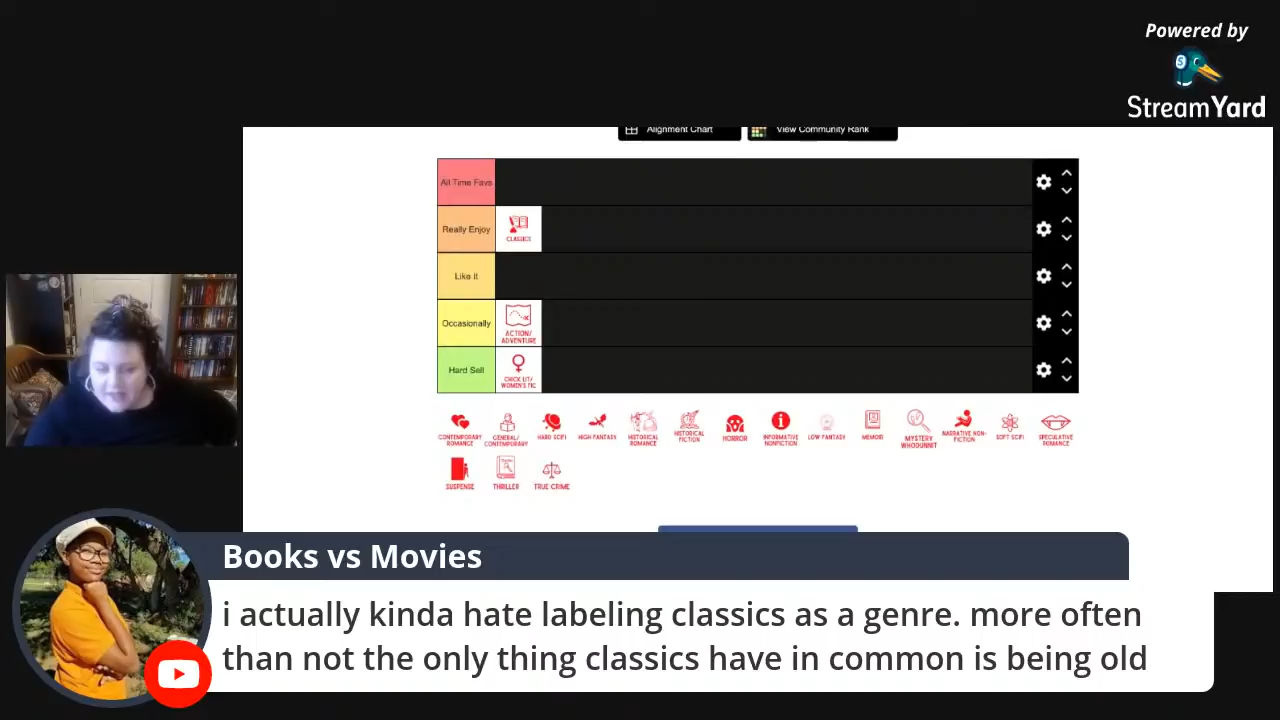 Powered by
StreamYard
Alignment Chart
View Community Rank
All Time Favs
Really Enjoy
CLASSICS
Like It
Occasionally
ACTION/
ADVENTURE
Hard Sell
CHICK LIT/
WOMEN'S FIC
CONTEMPORARY
ROMANCE
GENERAL/
CONTEMPORARY
HARD SCIFI
HIGH FANTASY
HISTORICAL
ROMANCE
HISTORICAL
FICTION
HORROR
INFORMATIVE
NONFICTION
LOW FANTASY
MEMOIR
MYSTERY
WHODUNNIT
NARRATIVE NON-
FICTION
SOFT SCIFI
SPECULATIVE
ROMANCE
SUSPENSE
THRILLER
TRUE CRIME
Books vs Movies
i actually kinda hate labeling classics as a genre. more often
than not the only thing classics have in common is being old